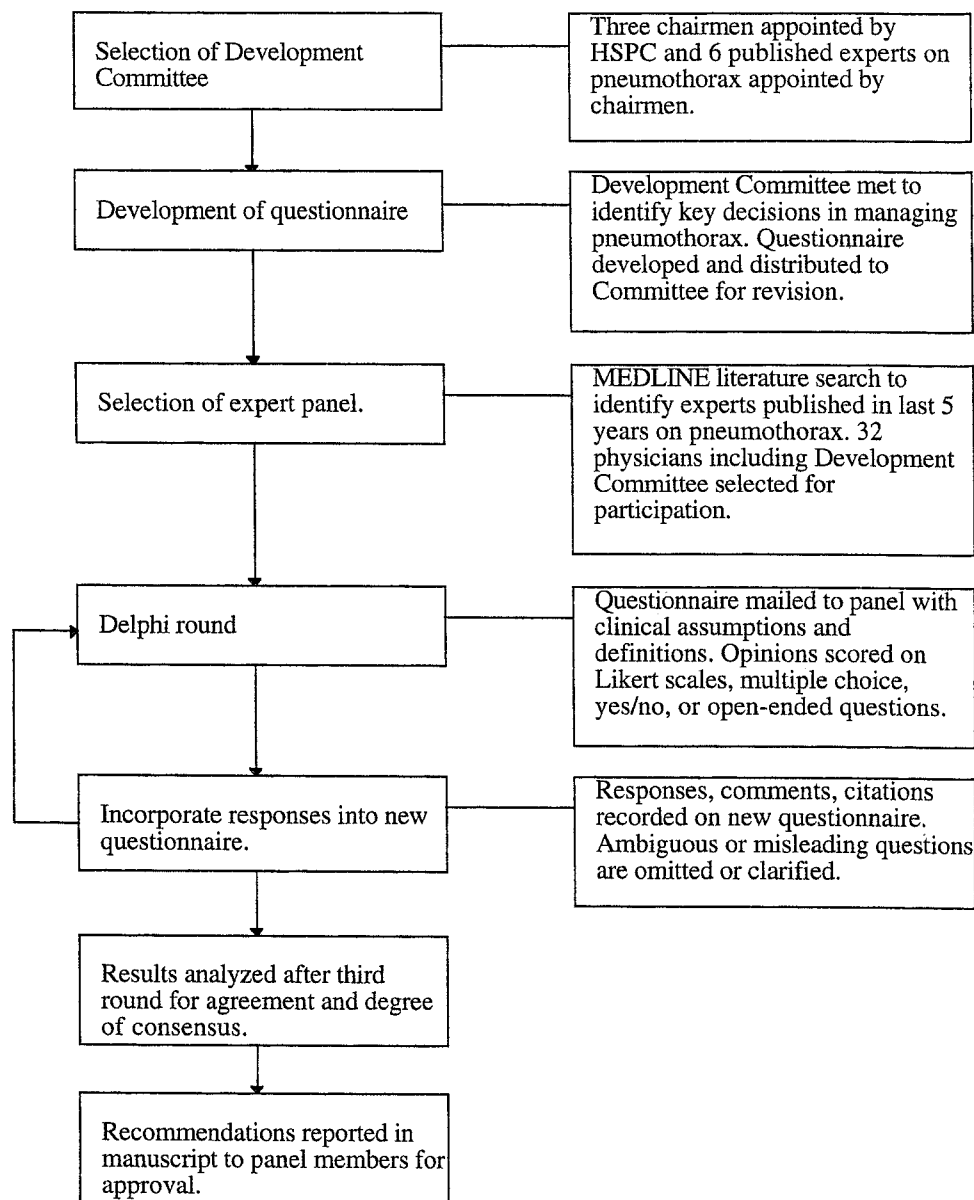 Selection of Development
Committee
Three chairmen appointed by
HSPC and 6 published experts on
pneumothorax appointed by
chairmen.
Development of questionnaire
Development Committee met to
identify key decisions in managing
pneumothorax. Questionnaire
developed and distributed to
Committee for revision.
Selection of expert panel.
MEDLINE literature search to
identify experts published in last 5
years on pneumothorax. 32
physicians including Development
Committee selected for
participation.
Delphi round
Questionnaire mailed to panel with
clinical assumptions and
definitions. Opinions scored on
Likert scales, multiple choice,
yes/no, or open-ended questions.
Incorporate responses into new
questionnaire.
Responses, comments, citations
recorded on new questionnaire.
Ambiguous or misleading questions
are omitted or clarified.
Results analyzed after third
round for agreement and degree
of consensus.
Recommendations reported in
manuscript to panel members for
approval.